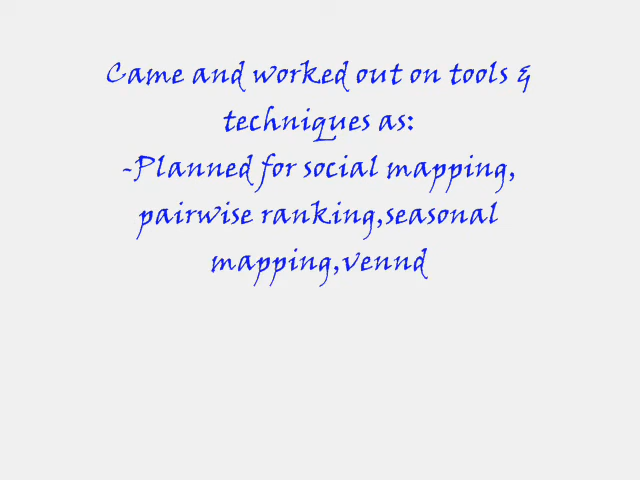 Came and worked out on tools &
techniques as:
-Planned for social mapping,
pairwise ranking,seasonal
mapping,vennd